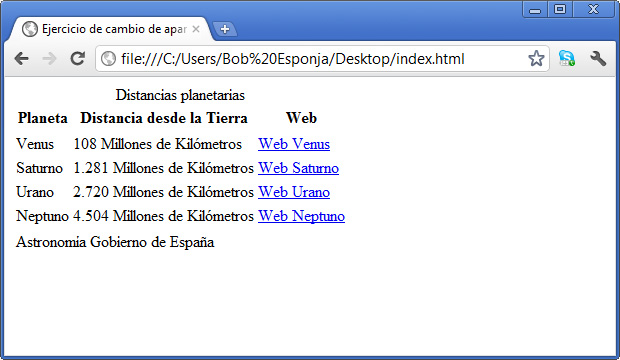 Ejercicio de cambio de apar
file:///C:/Users/Bob%20Esponja/Desktop/index.html
Distancias planetarias
Planeta Distancia desde la Tierra Web
Venus 108 Millones de Kilómetros Web Venus
Saturno 1.281 Millones de Kilómetros Web Saturno
Urano 2.720 Millones de Kilómetros Web Urano
Neptuno 4.504 Millones de Kilómetros Web Neptuno
Astronomía Gobierno de España